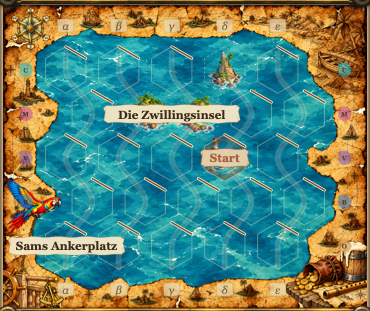 α β γ δ ε
C C
M M
Die Zwillingsinsel
V Start V
B
Sams Ankerplatz O
α β γ δ ε